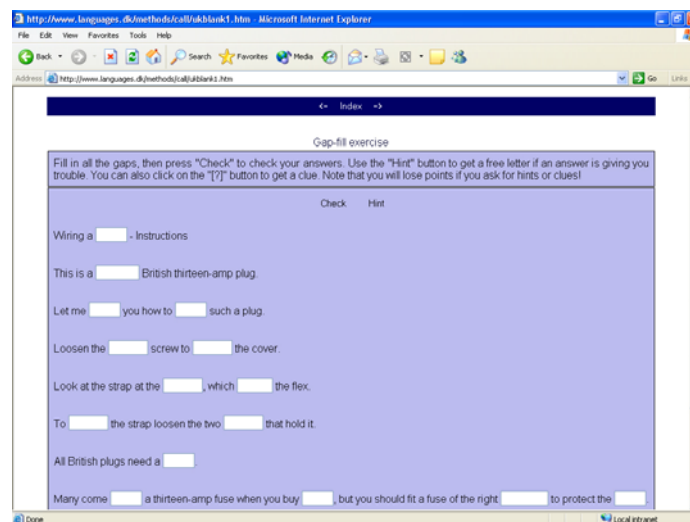 http://www.languages.dk/methods/call/ukblank1.htm - Microsoft Internet Explorer
File Edit View Favorites Tools Help
Back Search Favorites Media
Address http://www.languages.dk/methods/call/ukblank1.htm Go Links
<- Index ->
Gap-fill exercise
Fill in all the gaps, then press "Check" to check your answers. Use the "Hint" button to get a free letter if an answer is giving you
trouble. You can also click on the "[?]" button to get a clue. Note that you will lose points if you ask for hints or clues!
Check Hint
Wiring a - Instructions
This is a British thirteen-amp plug.
Let me you how to such a plug.
Loosen the screw to the cover.
Look at the strap at the , which the flex.
To the strap loosen the two that hold it.
All British plugs need a .
Many come a thirteen-amp fuse when you buy , but you should fit a fuse of the right to protect the .
Done Local intranet